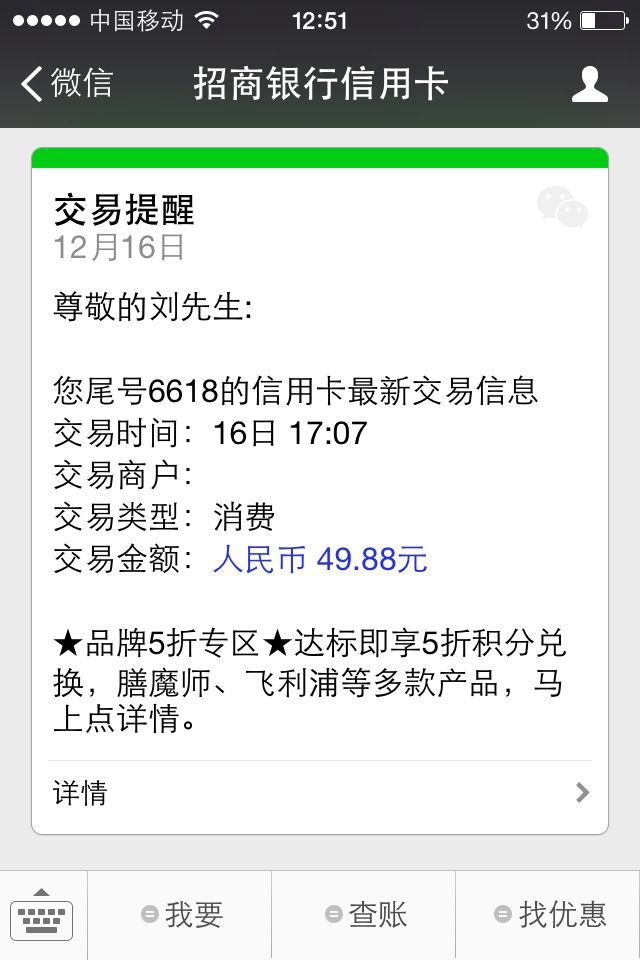 中国移动 12:51 31%
微信 招商银行信用卡
交易提醒
12月16日
尊敬的刘先生:
您尾号6618的信用卡最新交易信息
交易时间：16日 17:07
交易商户：
交易类型：消费
交易金额：人民币 49.88元
★品牌5折专区★达标即享5折积分兑
换，膳魔师、飞利浦等多款产品，马
上点详情。
详情
我要 查账 找优惠